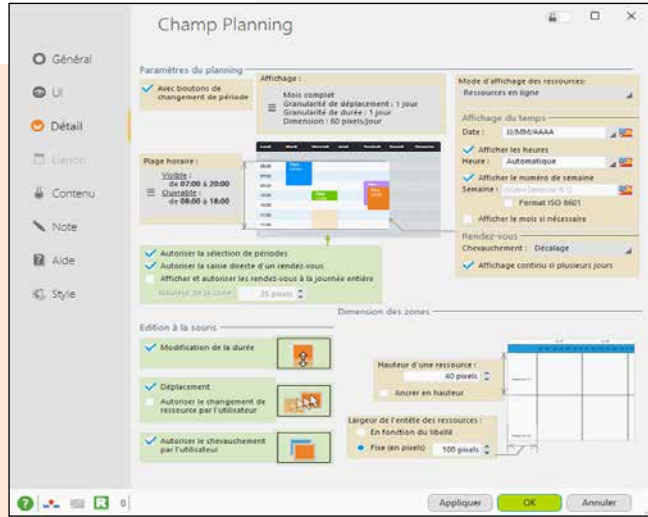 Champ Planning
Général
UI
Détail
Liaison
Contenu
Note
Aide
Style
Paramètres du planning
Avec boutons de
changement de période
Affichage :
Mois complet
Granularité de déplacement : 1 jour
Granularité de durée : 1 jour
Dimension : 60 pixels/jour
Mode d'affichage des ressources:
Ressources en ligne
Affichage du temps
Date : JJ/MM/AAAA
Afficher les heures
Heure : Automatique
Afficher le numéro de semaine
Semaine :
Format ISO 8601
Afficher le mois si nécessaire
Rendez-vous
Chevauchement : Décalage
Affichage continu si plusieurs jours
Plage horaire :
Visible :
de 07:00 à 20:00
Ouvrable :
de 08:00 à 18:00
Autoriser la sélection de périodes
Autoriser la saisie directe d'un rendez-vous
Afficher et autoriser les rendez-vous à la journée entière
Hauteur de la zone : 35 pixels
Dimension des zones
Edition à la souris
Modification de la durée
Déplacement
Autoriser le changement de
ressource par l'utilisateur
Autoriser le chevauchement
par l'utilisateur
Hauteur d'une ressource :
40 pixels
Ancrer en hauteur
Largeur de l'entête des ressources :
En fonction du libellé
Fixe (en pixels) 100 pixels
0
Appliquer
OK
Annuler